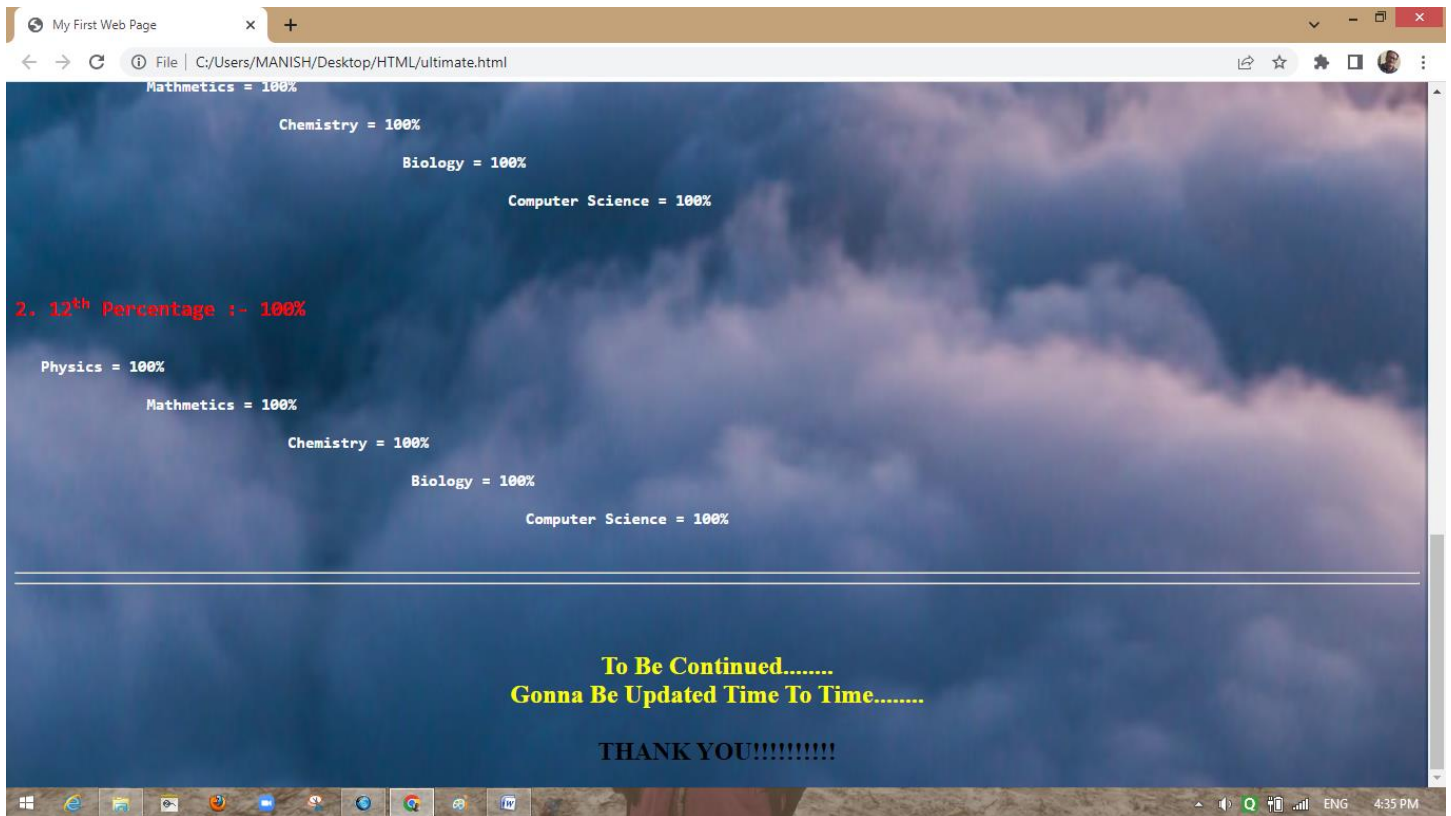 My First Web Page
File | C:/Users/MANISH/Desktop/HTML/ultimate.html
Mathmetics = 100%
Chemistry = 100%
Biology = 100%
Computer Science = 100%
2. 12th Percentage :- 100%
Physics = 100%
Mathmetics = 100%
Chemistry = 100%
Biology = 100%
Computer Science = 100%
To Be Continued........
Gonna Be Updated Time To Time........
THANK YOU!!!!!!!!!!
ENG 4:35 PM